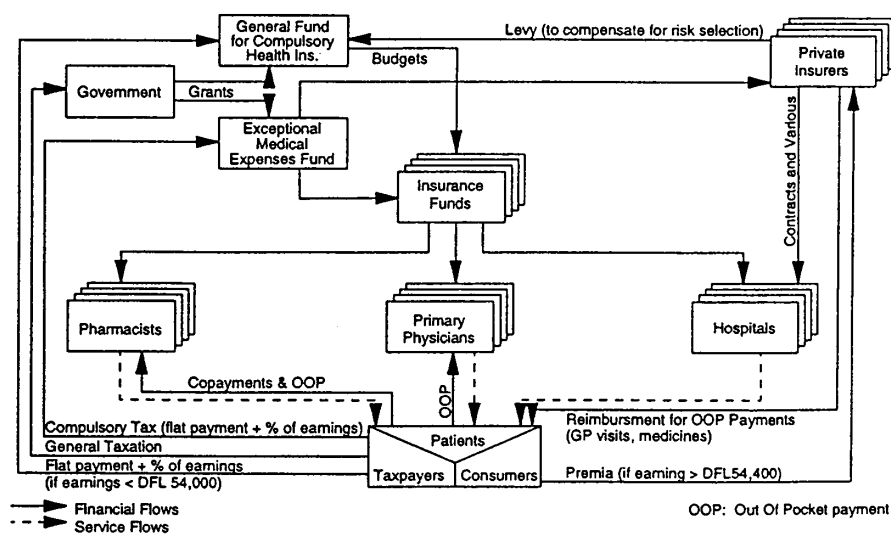 General Fund
for Compulsory
Health Ins.
Levy (to compensate for risk selection)
Private
Insurers
Budgets
Government
Grants
Exceptional
Medical
Expenses Fund
Insurance
Funds
Contracts and Various
Pharmacists
Primary
Physicians
Hospitals
Copayments & OOP
OOP
Reimbursment for OOP Payments
(GP visits, medicines)
Compulsory Tax (flat payment + % of earnings)
Patients
General Taxation
Flat payment + % of earnings
(if earnings < DFL 54,000)
Taxpayers
Consumers
Premia (if earning > DFL54,400)
Financial Flows
Service Flows
OOP: Out Of Pocket payment